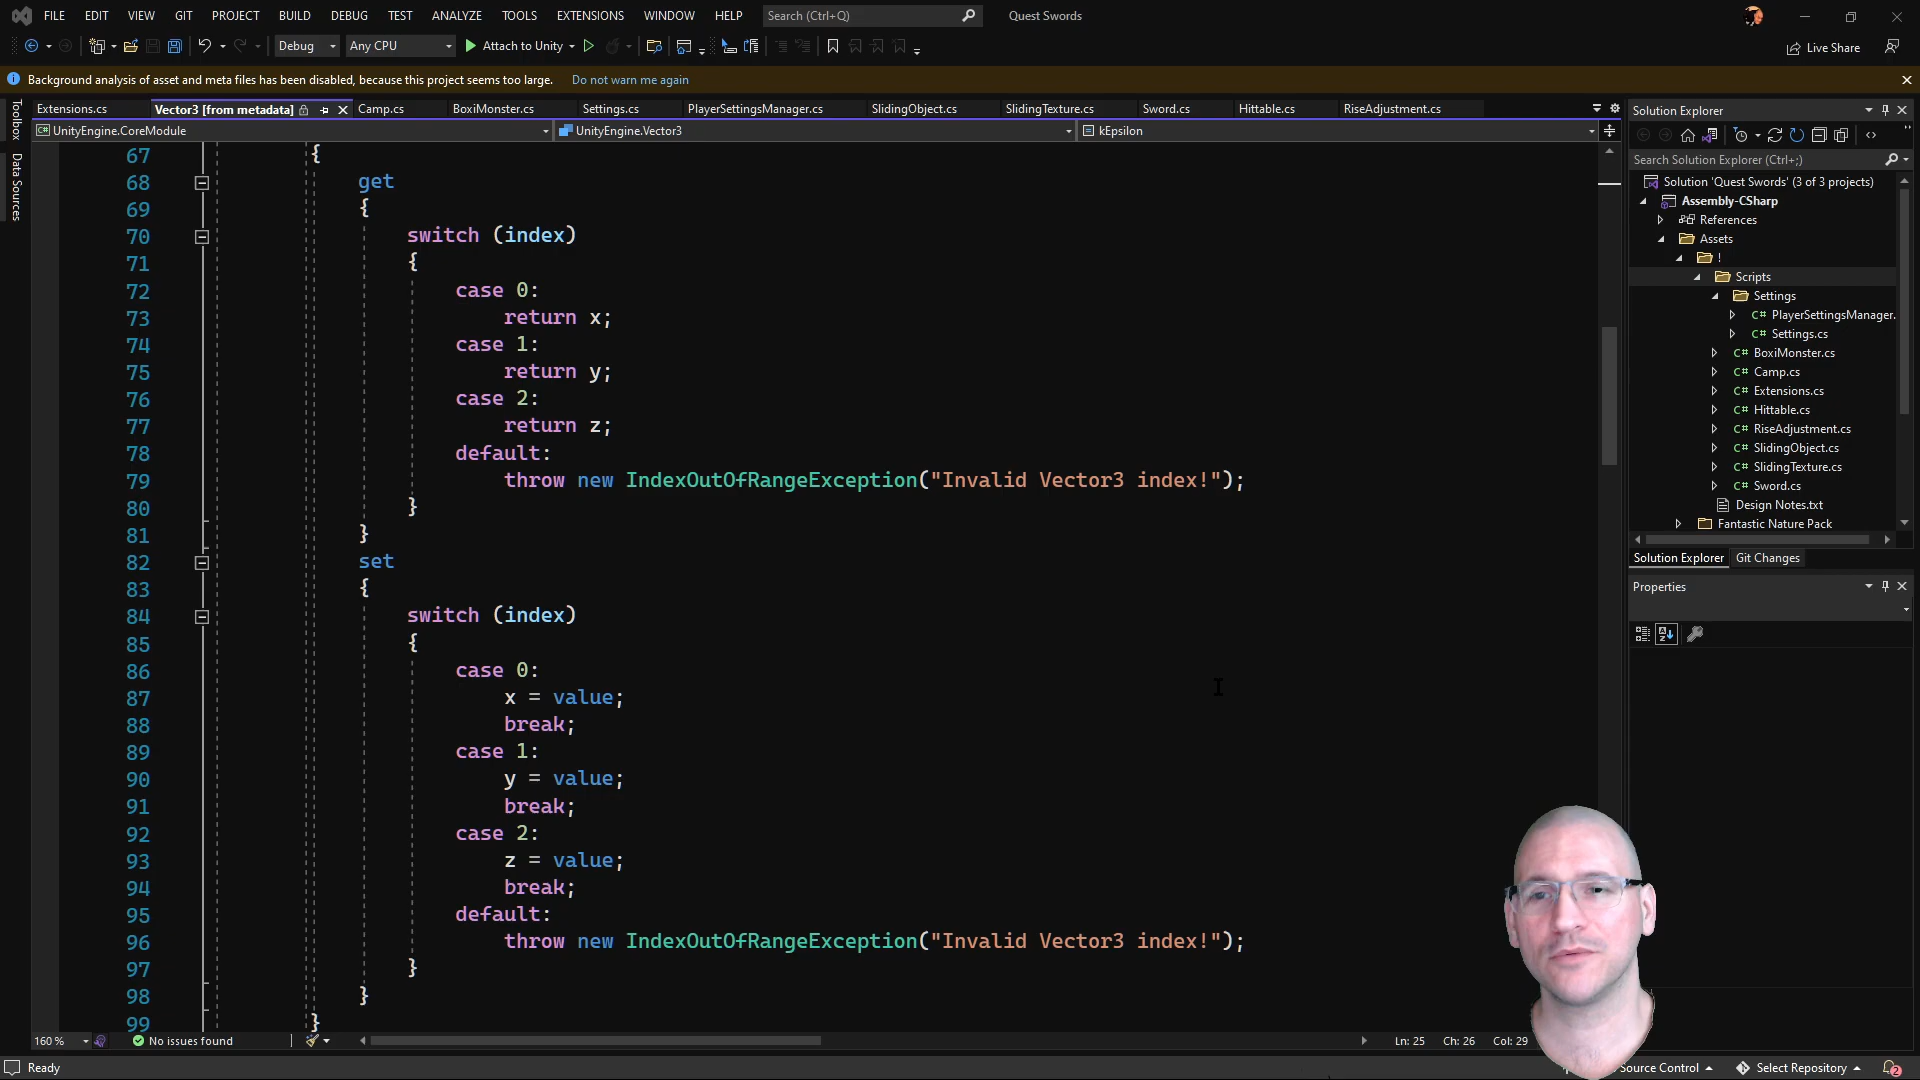 FILE EDIT VIEW GIT PROJECT BUILD DEBUG TEST ANALYZE TOOLS EXTENSIONS WINDOW HELP Search (Ctrl+Q) Quest Swords
Debug Any CPU Attach to Unity Live Share
Background analysis of asset and meta files has been disabled, because this project seems too large. Do not warn me again
Toolbox
Data Sources
Extensions.cs Vector3 [from metadata] Camp.cs BoxiMonster.cs Settings.cs PlayerSettingsManager.cs SlidingObject.cs SlidingTexture.cs Sword.cs Hittable.cs RiseAdjustment.cs
UnityEngine.CoreModule UnityEngine.Vector3 kEpsilon
67 {
68 get
69 {
70 switch (index)
71 {
72 case 0:
73 return x;
74 case 1:
75 return y;
76 case 2:
77 return z;
78 default:
79 throw new IndexOutOfRangeException("Invalid Vector3 index!");
80 }
81 }
82 set
83 {
84 switch (index)
85 {
86 case 0:
87 x = value;
88 break;
89 case 1:
90 y = value;
91 break;
92 case 2:
93 z = value;
94 break;
95 default:
96 throw new IndexOutOfRangeException("Invalid Vector3 index!");
97 }
98 }
99 }
160 % No issues found Ln: 25 Ch: 26 Col: 29
Solution Explorer
Search Solution Explorer (Ctrl+;)
Solution 'Quest Swords' (3 of 3 projects)
Assembly-CSharp
References
Assets
!
Scripts
Settings
C# PlayerSettingsManager.
C# Settings.cs
C# BoxiMonster.cs
C# Camp.cs
C# Extensions.cs
C# Hittable.cs
C# RiseAdjustment.cs
C# SlidingObject.cs
C# SlidingTexture.cs
C# Sword.cs
Design Notes.txt
Fantastic Nature Pack
Solution Explorer Git Changes
Properties
Ready Source Control Select Repository 2